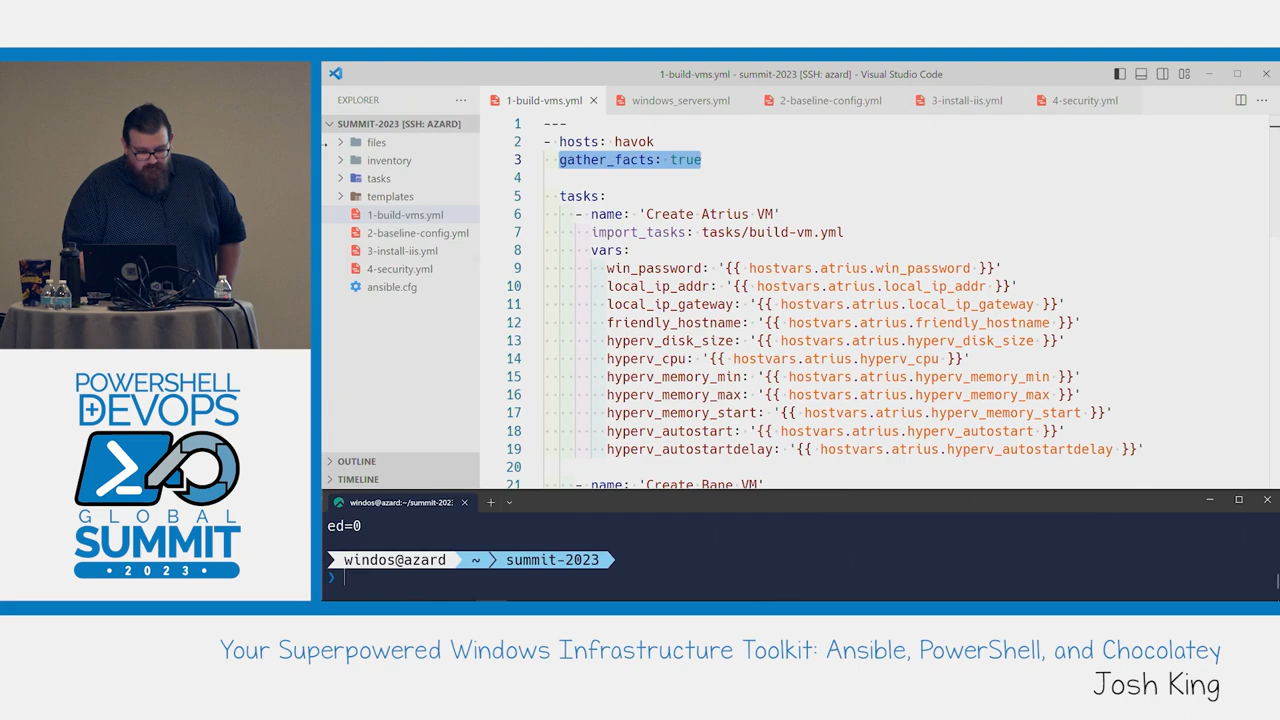 1-build-vms.yml - summit-2023 [SSH: azard] - Visual Studio Code
EXPLORER
1-build-vms.yml
windows_servers.yml
2-baseline-config.yml
3-install-iis.yml
4-security.yml
SUMMIT-2023 [SSH: AZARD]
files
inventory
tasks
templates
1-build-vms.yml
2-baseline-config.yml
3-install-iis.yml
4-security.yml
ansible.cfg
OUTLINE
TIMELINE
1 ---
2 - hosts: havok
3 gather_facts: true
4
5 tasks:
6 - name: 'Create Atrius VM'
7 import_tasks: tasks/build-vm.yml
8 vars:
9 win_password: '{{ hostvars.atrius.win_password }}'
10 local_ip_addr: '{{ hostvars.atrius.local_ip_addr }}'
11 local_ip_gateway: '{{ hostvars.atrius.local_ip_gateway }}'
12 friendly_hostname: '{{ hostvars.atrius.friendly_hostname }}'
13 hyperv_disk_size: '{{ hostvars.atrius.hyperv_disk_size }}'
14 hyperv_cpu: '{{ hostvars.atrius.hyperv_cpu }}'
15 hyperv_memory_min: '{{ hostvars.atrius.hyperv_memory_min }}'
16 hyperv_memory_max: '{{ hostvars.atrius.hyperv_memory_max }}'
17 hyperv_memory_start: '{{ hostvars.atrius.hyperv_memory_start }}'
18 hyperv_autostart: '{{ hostvars.atrius.hyperv_autostart }}'
19 hyperv_autostartdelay: '{{ hostvars.atrius.hyperv_autostartdelay }}'
20
21 - name: 'Create Bane VM'
windos@azard:~/summit-202
ed=0
windos@azard ~ summit-2023
POWERSHELL
+DEVOPS
GLOBAL
SUMMIT
• 2023 •
Your Superpowered Windows Infrastructure Toolkit: Ansible, PowerShell, and Chocolatey
Josh King